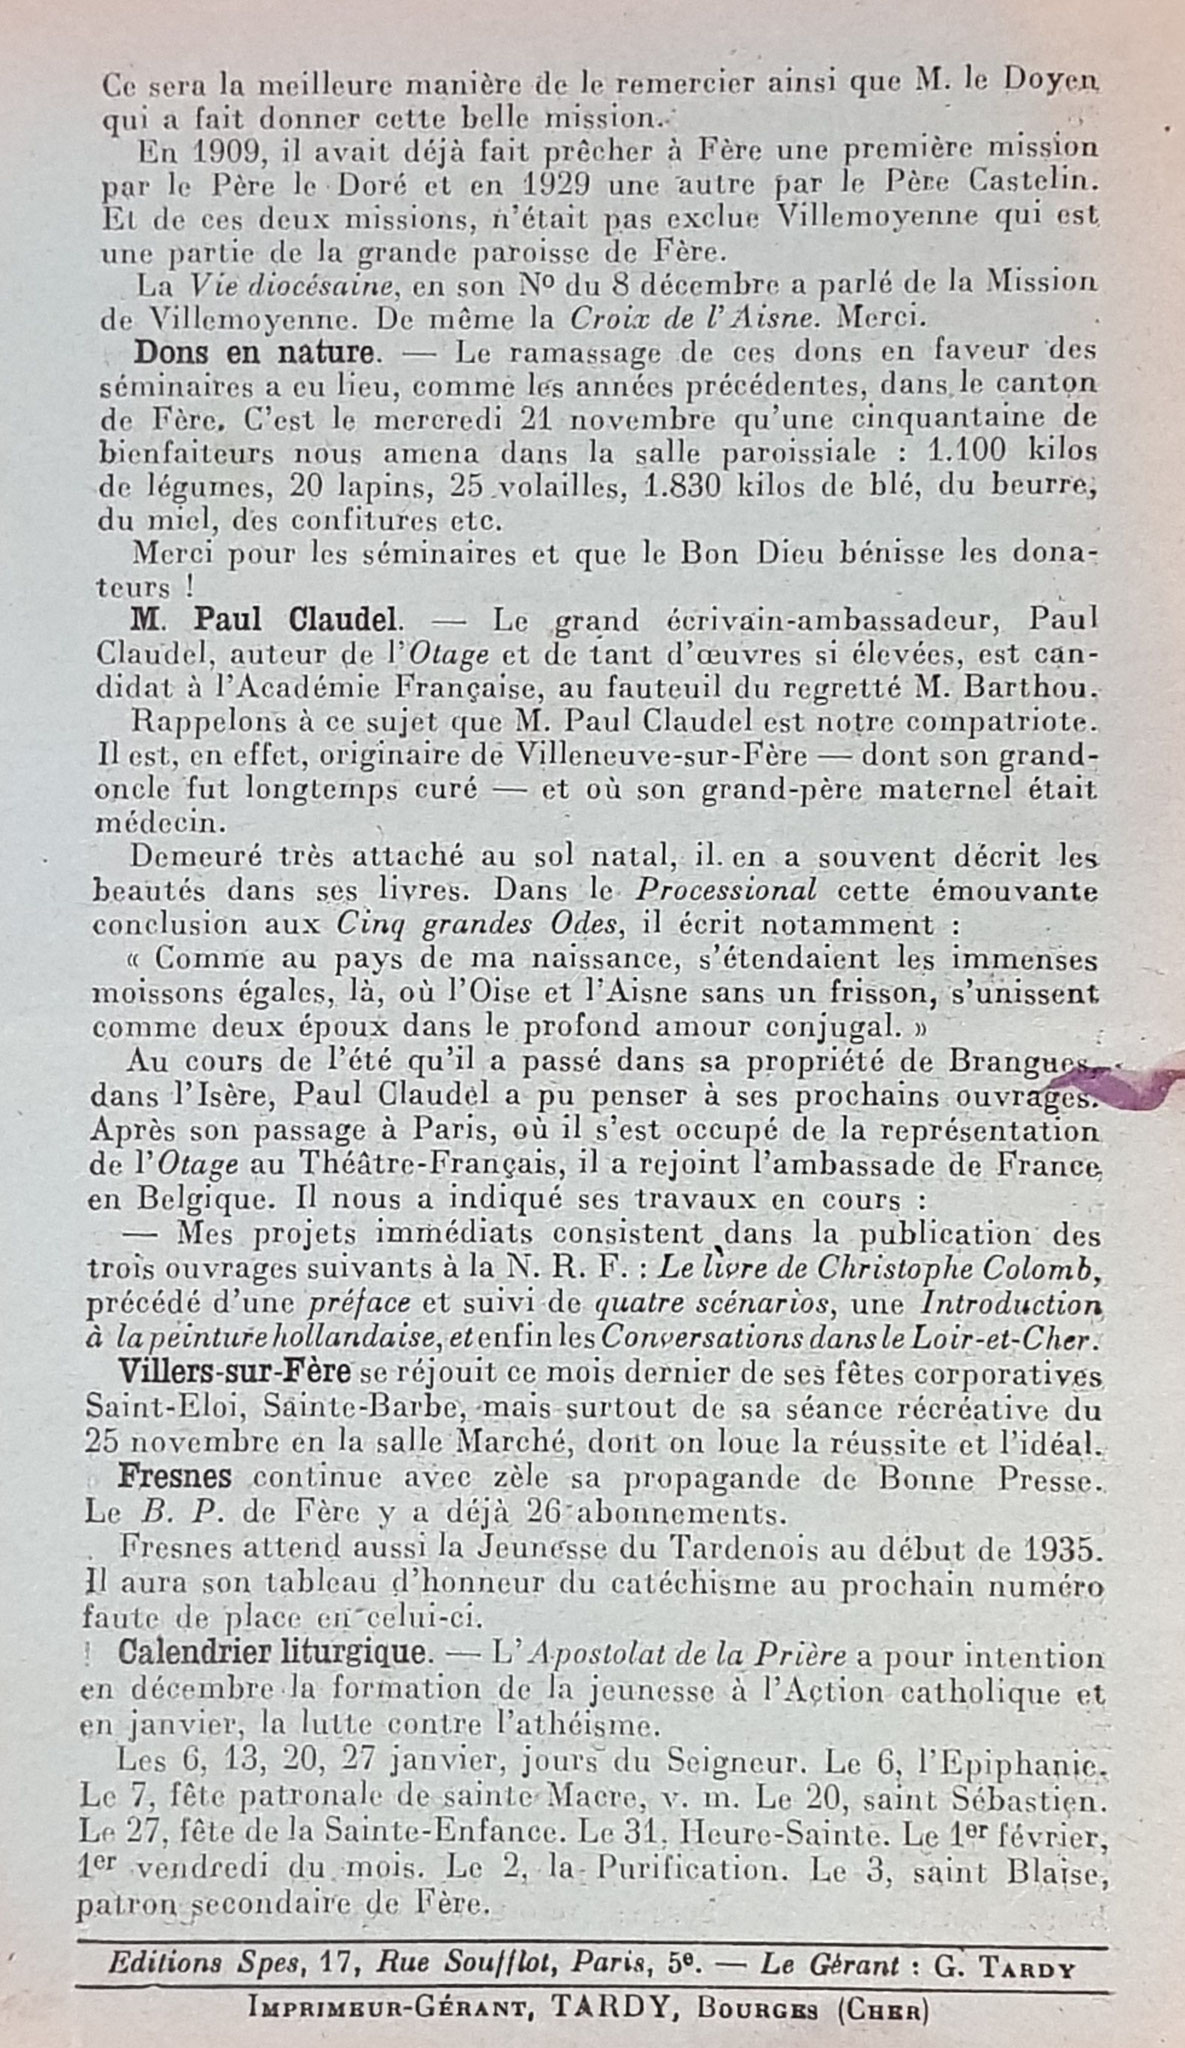 Ce sera la meilleure manière de le remercier ainsi que M. le Doyen
qui a fait donner cette belle mission.
En 1909, il avait déjà fait prêcher à Fère une première mission
par le Père le Doré et en 1929 une autre par le Père Castelin.
Et de ces deux missions, n'était pas exclue Villemoyenne qui est
une partie de la grande paroisse de Fère.
La Vie diocésaine, en son Nº du 8 décembre a parlé de la Mission
de Villemoyenne. De même la Croix de l'Aisne. Merci.
Dons en nature. — Le ramassage de ces dons en faveur des
séminaires a eu lieu, comme les années précédentes, dans le canton
de Fère. C'est le mercredi 21 novembre qu'une cinquantaine de
bienfaiteurs nous amena dans la salle paroissiale : 1.100 kilos
de légumes, 20 lapins, 25 volailles, 1.830 kilos de blé, du beurre,
du miel, des confitures etc.
Merci pour les séminaires et que le Bon Dieu bénisse les dona-
teurs !
M. Paul Claudel. — Le grand écrivain-ambassadeur, Paul
Claudel, auteur de l'Otage et de tant d'œuvres si élevées, est can-
didat à l'Académie Française, au fauteuil du regretté M. Barthou.
Rappelons à ce sujet que M. Paul Claudel est notre compatriote.
Il est, en effet, originaire de Villeneuve-sur-Fère — dont son grand-
oncle fut longtemps curé — et où son grand-père maternel était
médecin.
Demeuré très attaché au sol natal, il en a souvent décrit les
beautés dans ses livres. Dans le Processional cette émouvante
conclusion aux Cinq grandes Odes, il écrit notamment :
« Comme au pays de ma naissance, s'étendaient les immenses
moissons égales, là, où l'Oise et l'Aisne sans un frisson, s'unissent
comme deux époux dans le profond amour conjugal. »
Au cours de l'été qu'il a passé dans sa propriété de Brangues
dans l'Isère, Paul Claudel a pu penser à ses prochains ouvrages.
Après son passage à Paris, où il s'est occupé de la représentation
de l'Otage au Théâtre-Français, il a rejoint l'ambassade de France
en Belgique. Il nous a indiqué ses travaux en cours :
— Mes projets immédiats consistent dans la publication des
trois ouvrages suivants à la N. R. F. : Le livre de Christophe Colomb,
précédé d'une préface et suivi de quatre scénarios, une Introduction
à la peinture hollandaise, et enfin les Conversations dans le Loir-et-Cher.
Villers-sur-Fère se réjouit ce mois dernier de ses fêtes corporatives
Saint-Eloi, Sainte-Barbe, mais surtout de sa séance récréative du
25 novembre en la salle Marché, dont on loue la réussite et l'idéal.
Fresnes continue avec zèle sa propagande de Bonne Presse.
Le B. P. de Fère y a déjà 26 abonnements.
Fresnes attend aussi la Jeunesse du Tardenois au début de 1935.
Il aura son tableau d'honneur du catéchisme au prochain numéro
faute de place en celui-ci.
Calendrier liturgique. — L'Apostolat de la Prière a pour intention
en décembre la formation de la jeunesse à l'Action catholique et
en janvier, la lutte contre l'athéisme.
Les 6, 13, 20, 27 janvier, jours du Seigneur. Le 6, l'Epiphanie.
Le 7, fête patronale de sainte Macre, v. m. Le 20, saint Sébastien.
Le 27, fête de la Sainte-Enfance. Le 31, Heure-Sainte. Le 1er février,
1er vendredi du mois. Le 2, la Purification. Le 3, saint Blaise,
patron secondaire de Fère.
Editions Spes, 17, Rue Soufflot, Paris, 5e. — Le Gérant : G. TARDY
IMPRIMEUR-GÉRANT, TARDY, BOURGES (CHER)